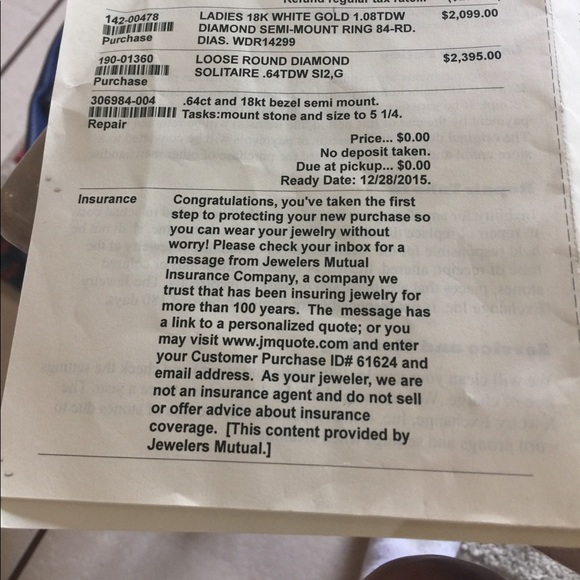 Refund regular tax rate...
142-00478 LADIES 18K WHITE GOLD 1.08TDW $2,099.00
Purchase DIAMOND SEMI-MOUNT RING 84-RD.
DIAS. WDR14299
190-01360 LOOSE ROUND DIAMOND $2,395.00
Purchase SOLITAIRE .64TDW SI2,G
306984-004 .64ct and 18kt bezel semi mount.
Repair Tasks:mount stone and size to 5 1/4.
Price... $0.00
No deposit taken.
Due at pickup... $0.00
Ready Date: 12/28/2015.
Insurance Congratulations, you've taken the first
step to protecting your new purchase so
you can wear your jewelry without
worry! Please check your inbox for a
message from Jewelers Mutual
Insurance Company, a company we
trust that has been insuring jewelry for
more than 100 years. The message has
a link to a personalized quote; or you
may visit www.jmquote.com and enter
your Customer Purchase ID# 61624 and
email address. As your jeweler, we are
not an insurance agent and do not sell
or offer advice about insurance
coverage. [This content provided by
Jewelers Mutual.]